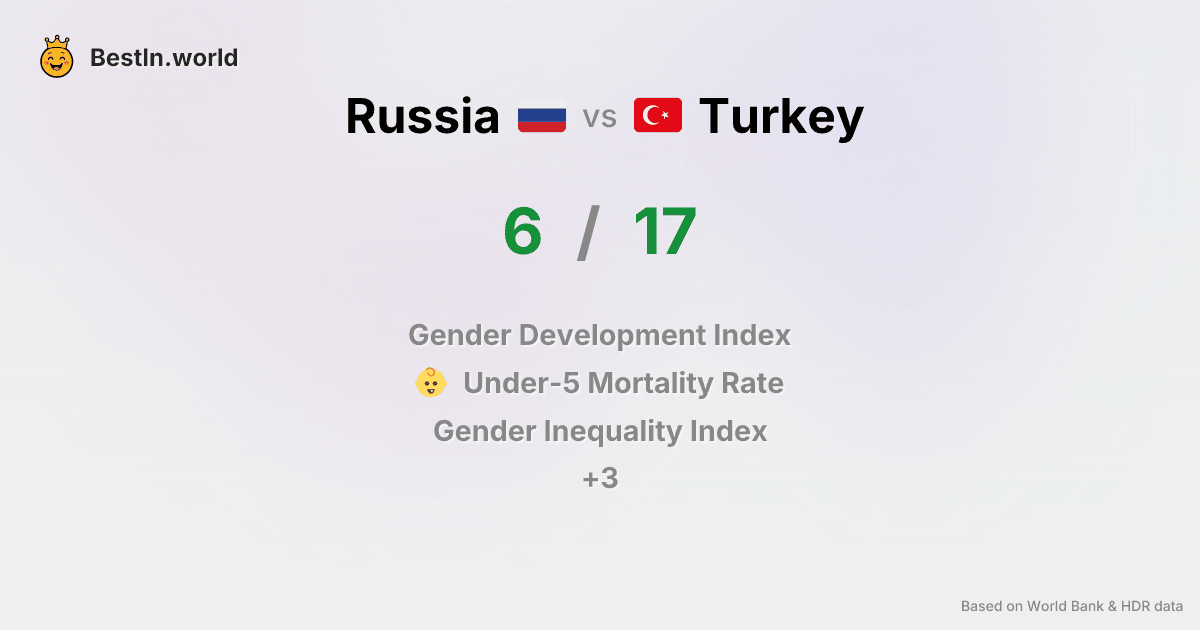 BestIn.world
Russia vs Turkey
6 / 17
Gender Development Index
Under-5 Mortality Rate
Gender Inequality Index
+3
Based on World Bank & HDR data